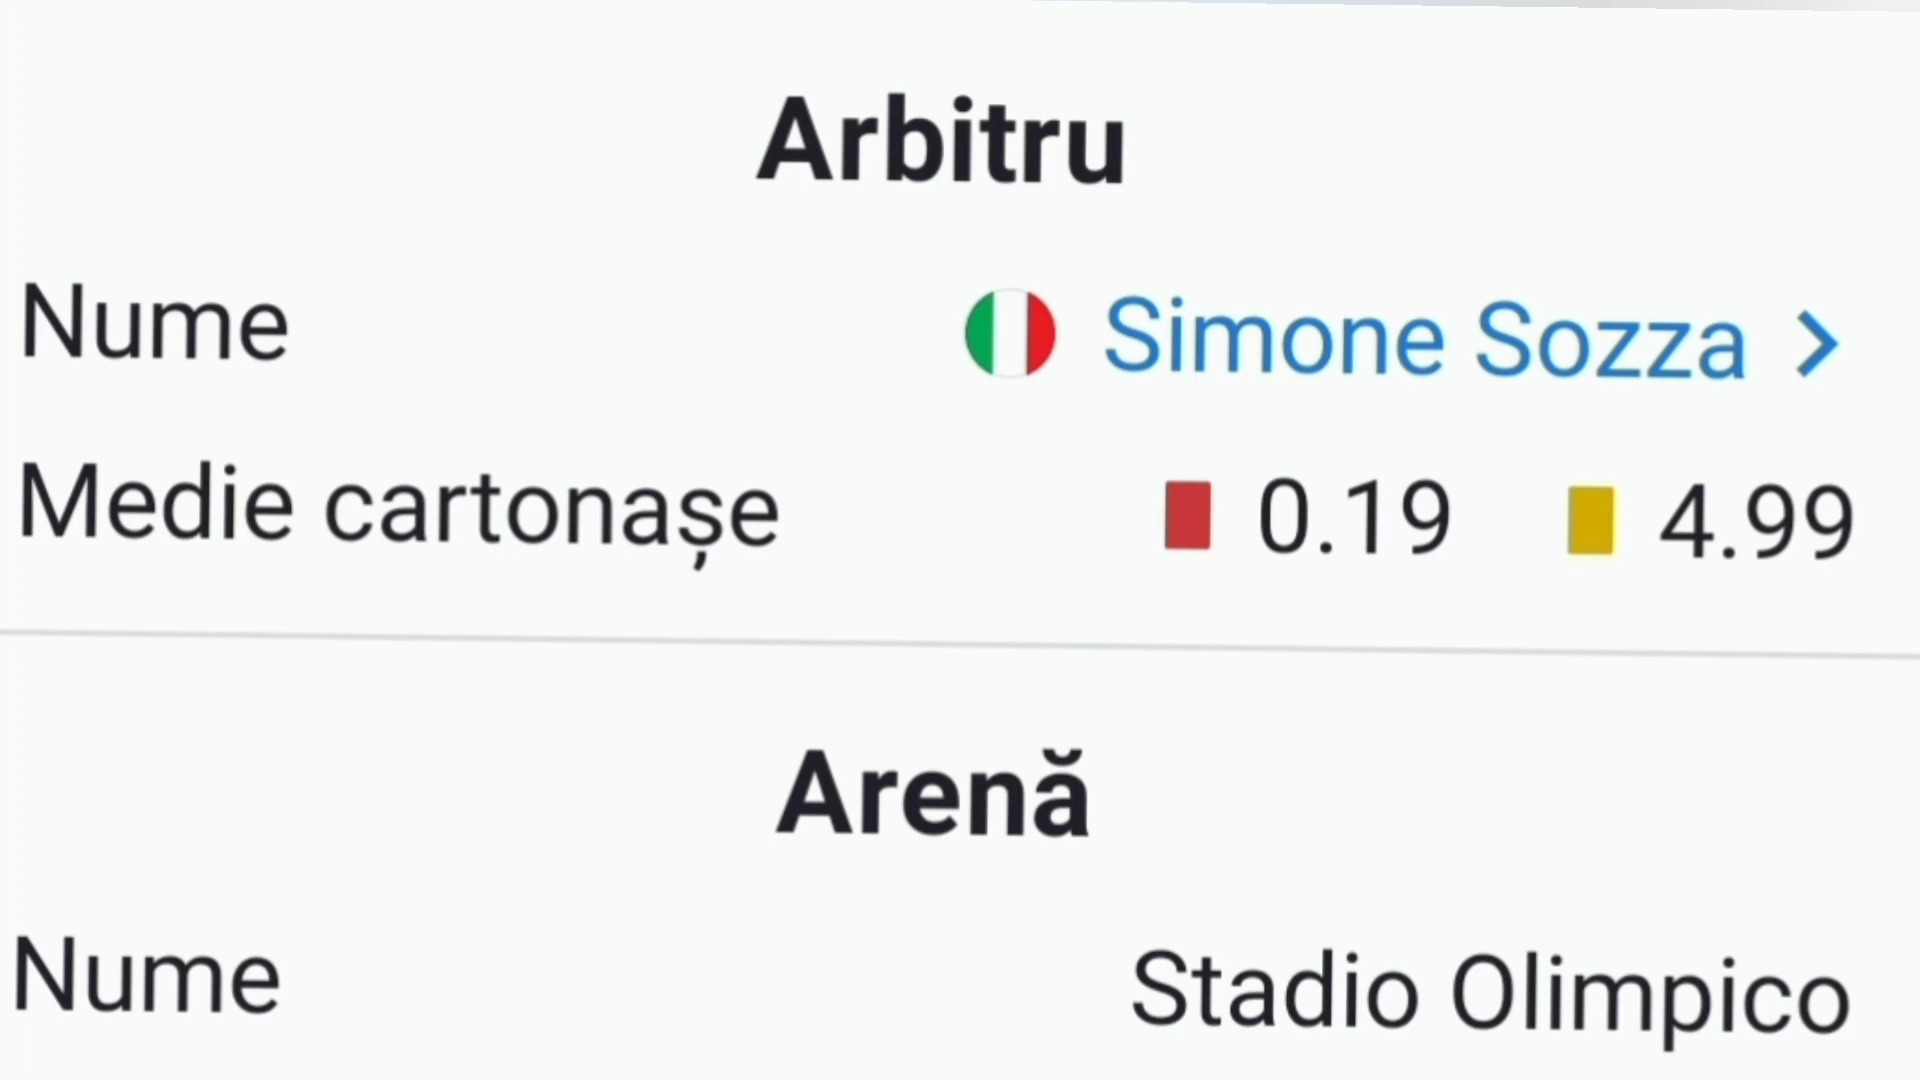 Arbitru
Nume Simone Sozza
Medie cartonașe 0.19 4.99
Arenă
Nume Stadio Olimpico